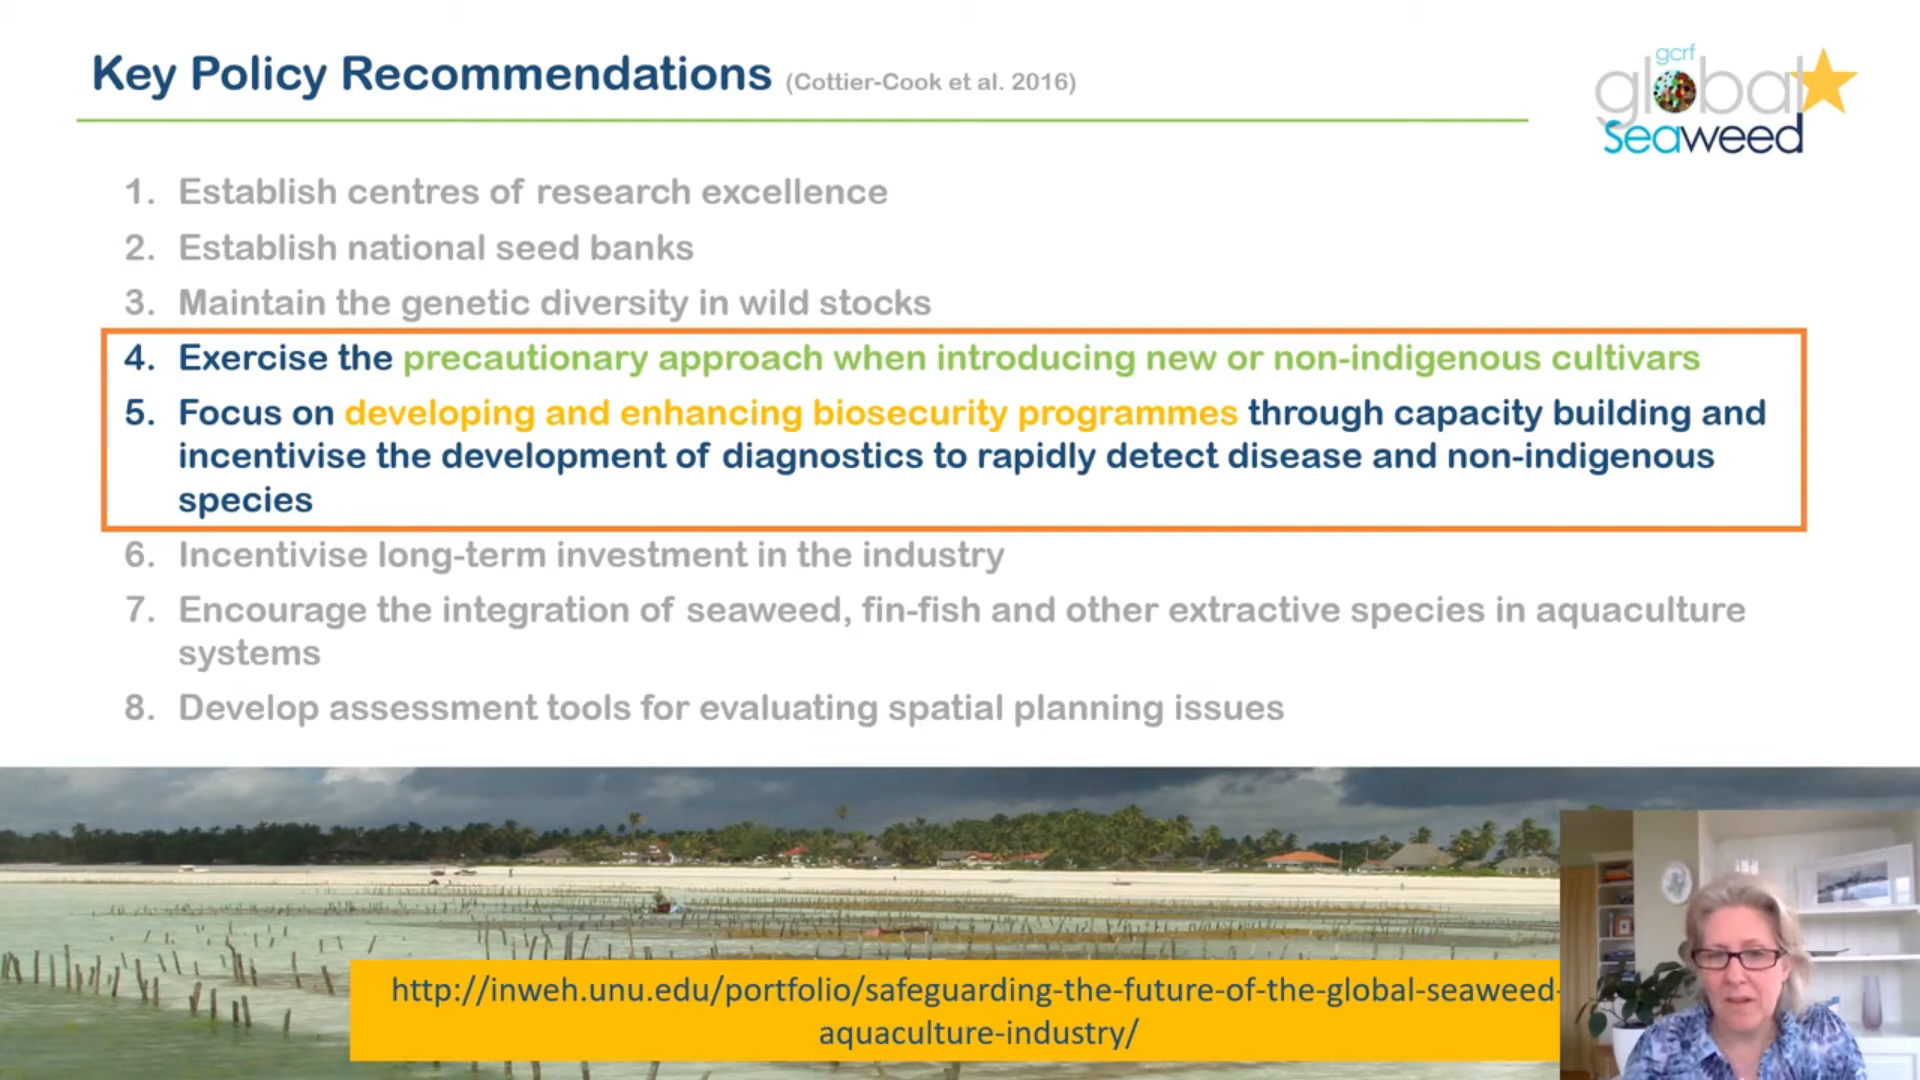 Key Policy Recommendations (Cottier-Cook et al. 2016)
gcrf
global
Seaweed
1. Establish centres of research excellence
2. Establish national seed banks
3. Maintain the genetic diversity in wild stocks
4. Exercise the precautionary approach when introducing new or non-indigenous cultivars
5. Focus on developing and enhancing biosecurity programmes through capacity building and
incentivise the development of diagnostics to rapidly detect disease and non-indigenous
species
6. Incentivise long-term investment in the industry
7. Encourage the integration of seaweed, fin-fish and other extractive species in aquaculture
systems
8. Develop assessment tools for evaluating spatial planning issues
http://inweh.unu.edu/portfolio/safeguarding-the-future-of-the-global-seaweed-
aquaculture-industry/